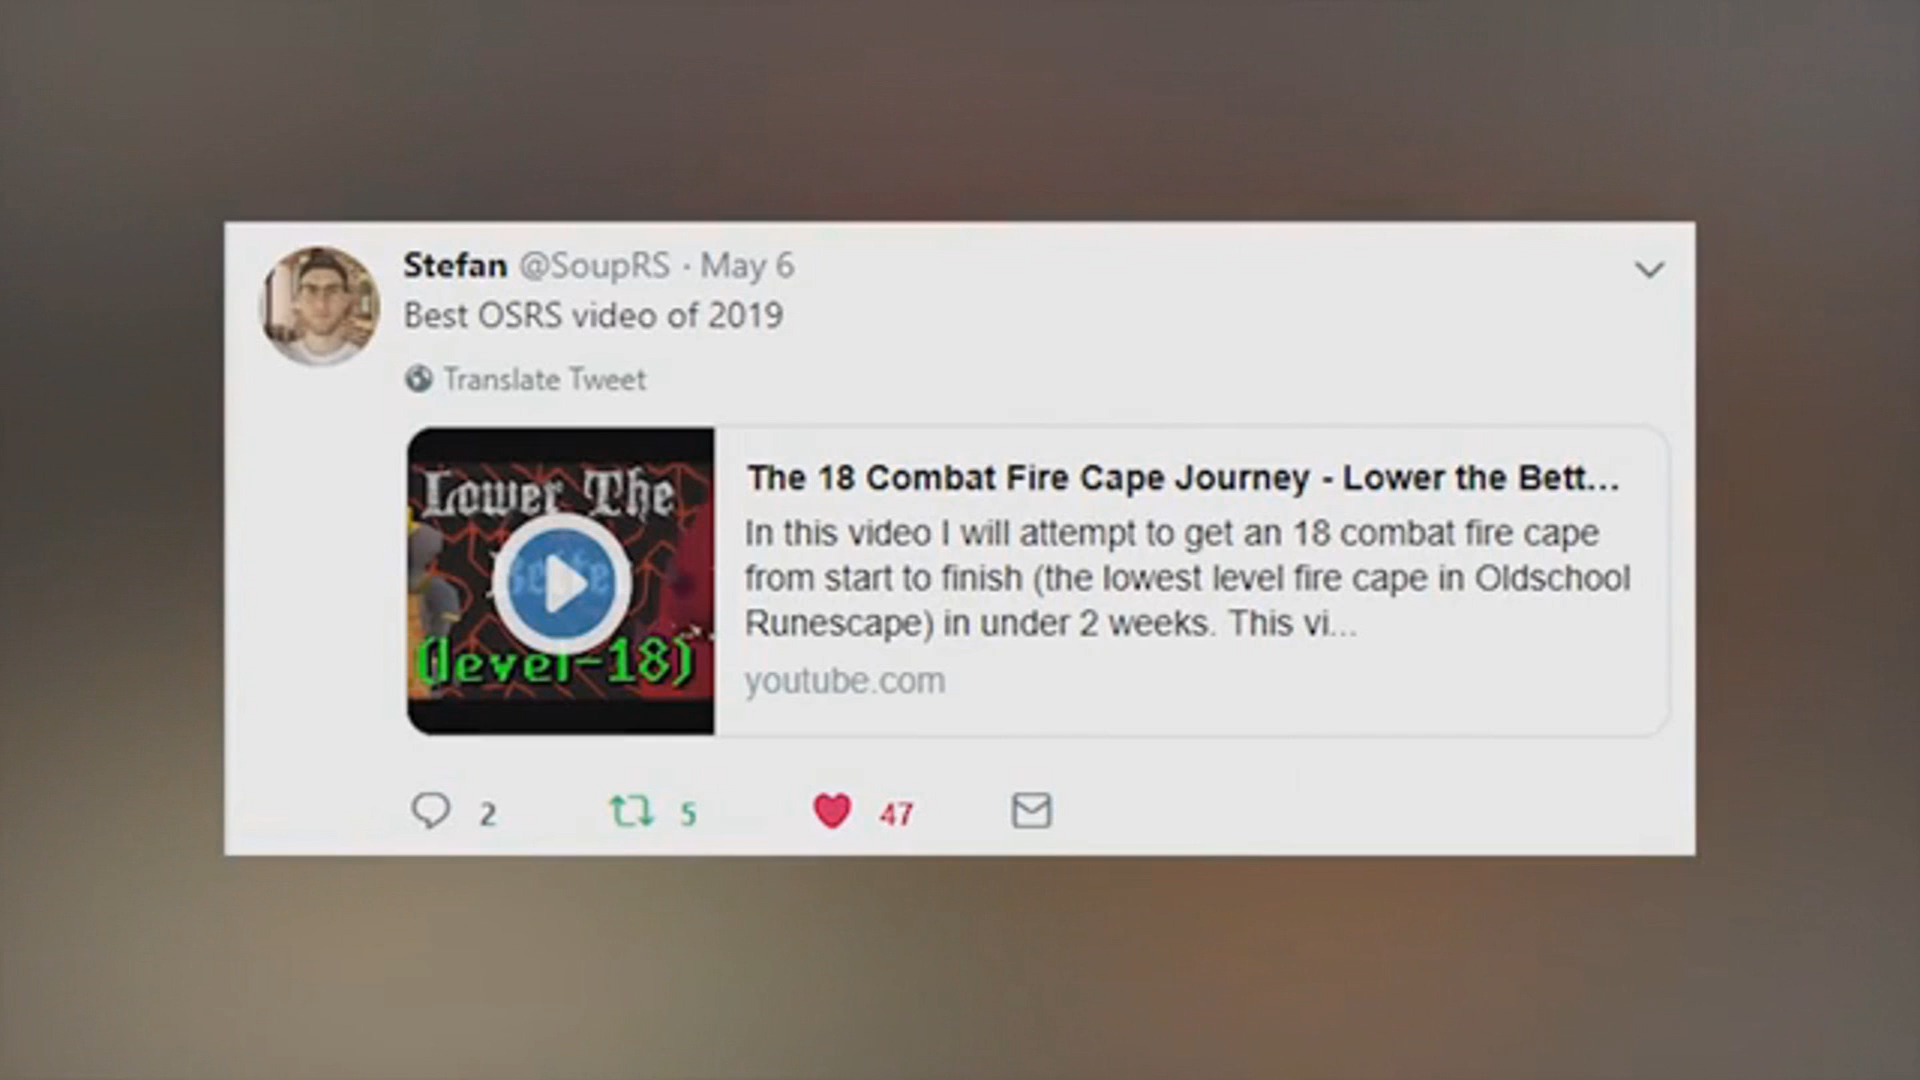 Stefan @SoupRS · May 6
Best OSRS video of 2019
Translate Tweet
Lower The
Bette
(level-18)
The 18 Combat Fire Cape Journey - Lower the Bett...
In this video I will attempt to get an 18 combat fire cape
from start to finish (the lowest level fire cape in Oldschool
Runescape) in under 2 weeks. This vi...
youtube.com
2 5 47